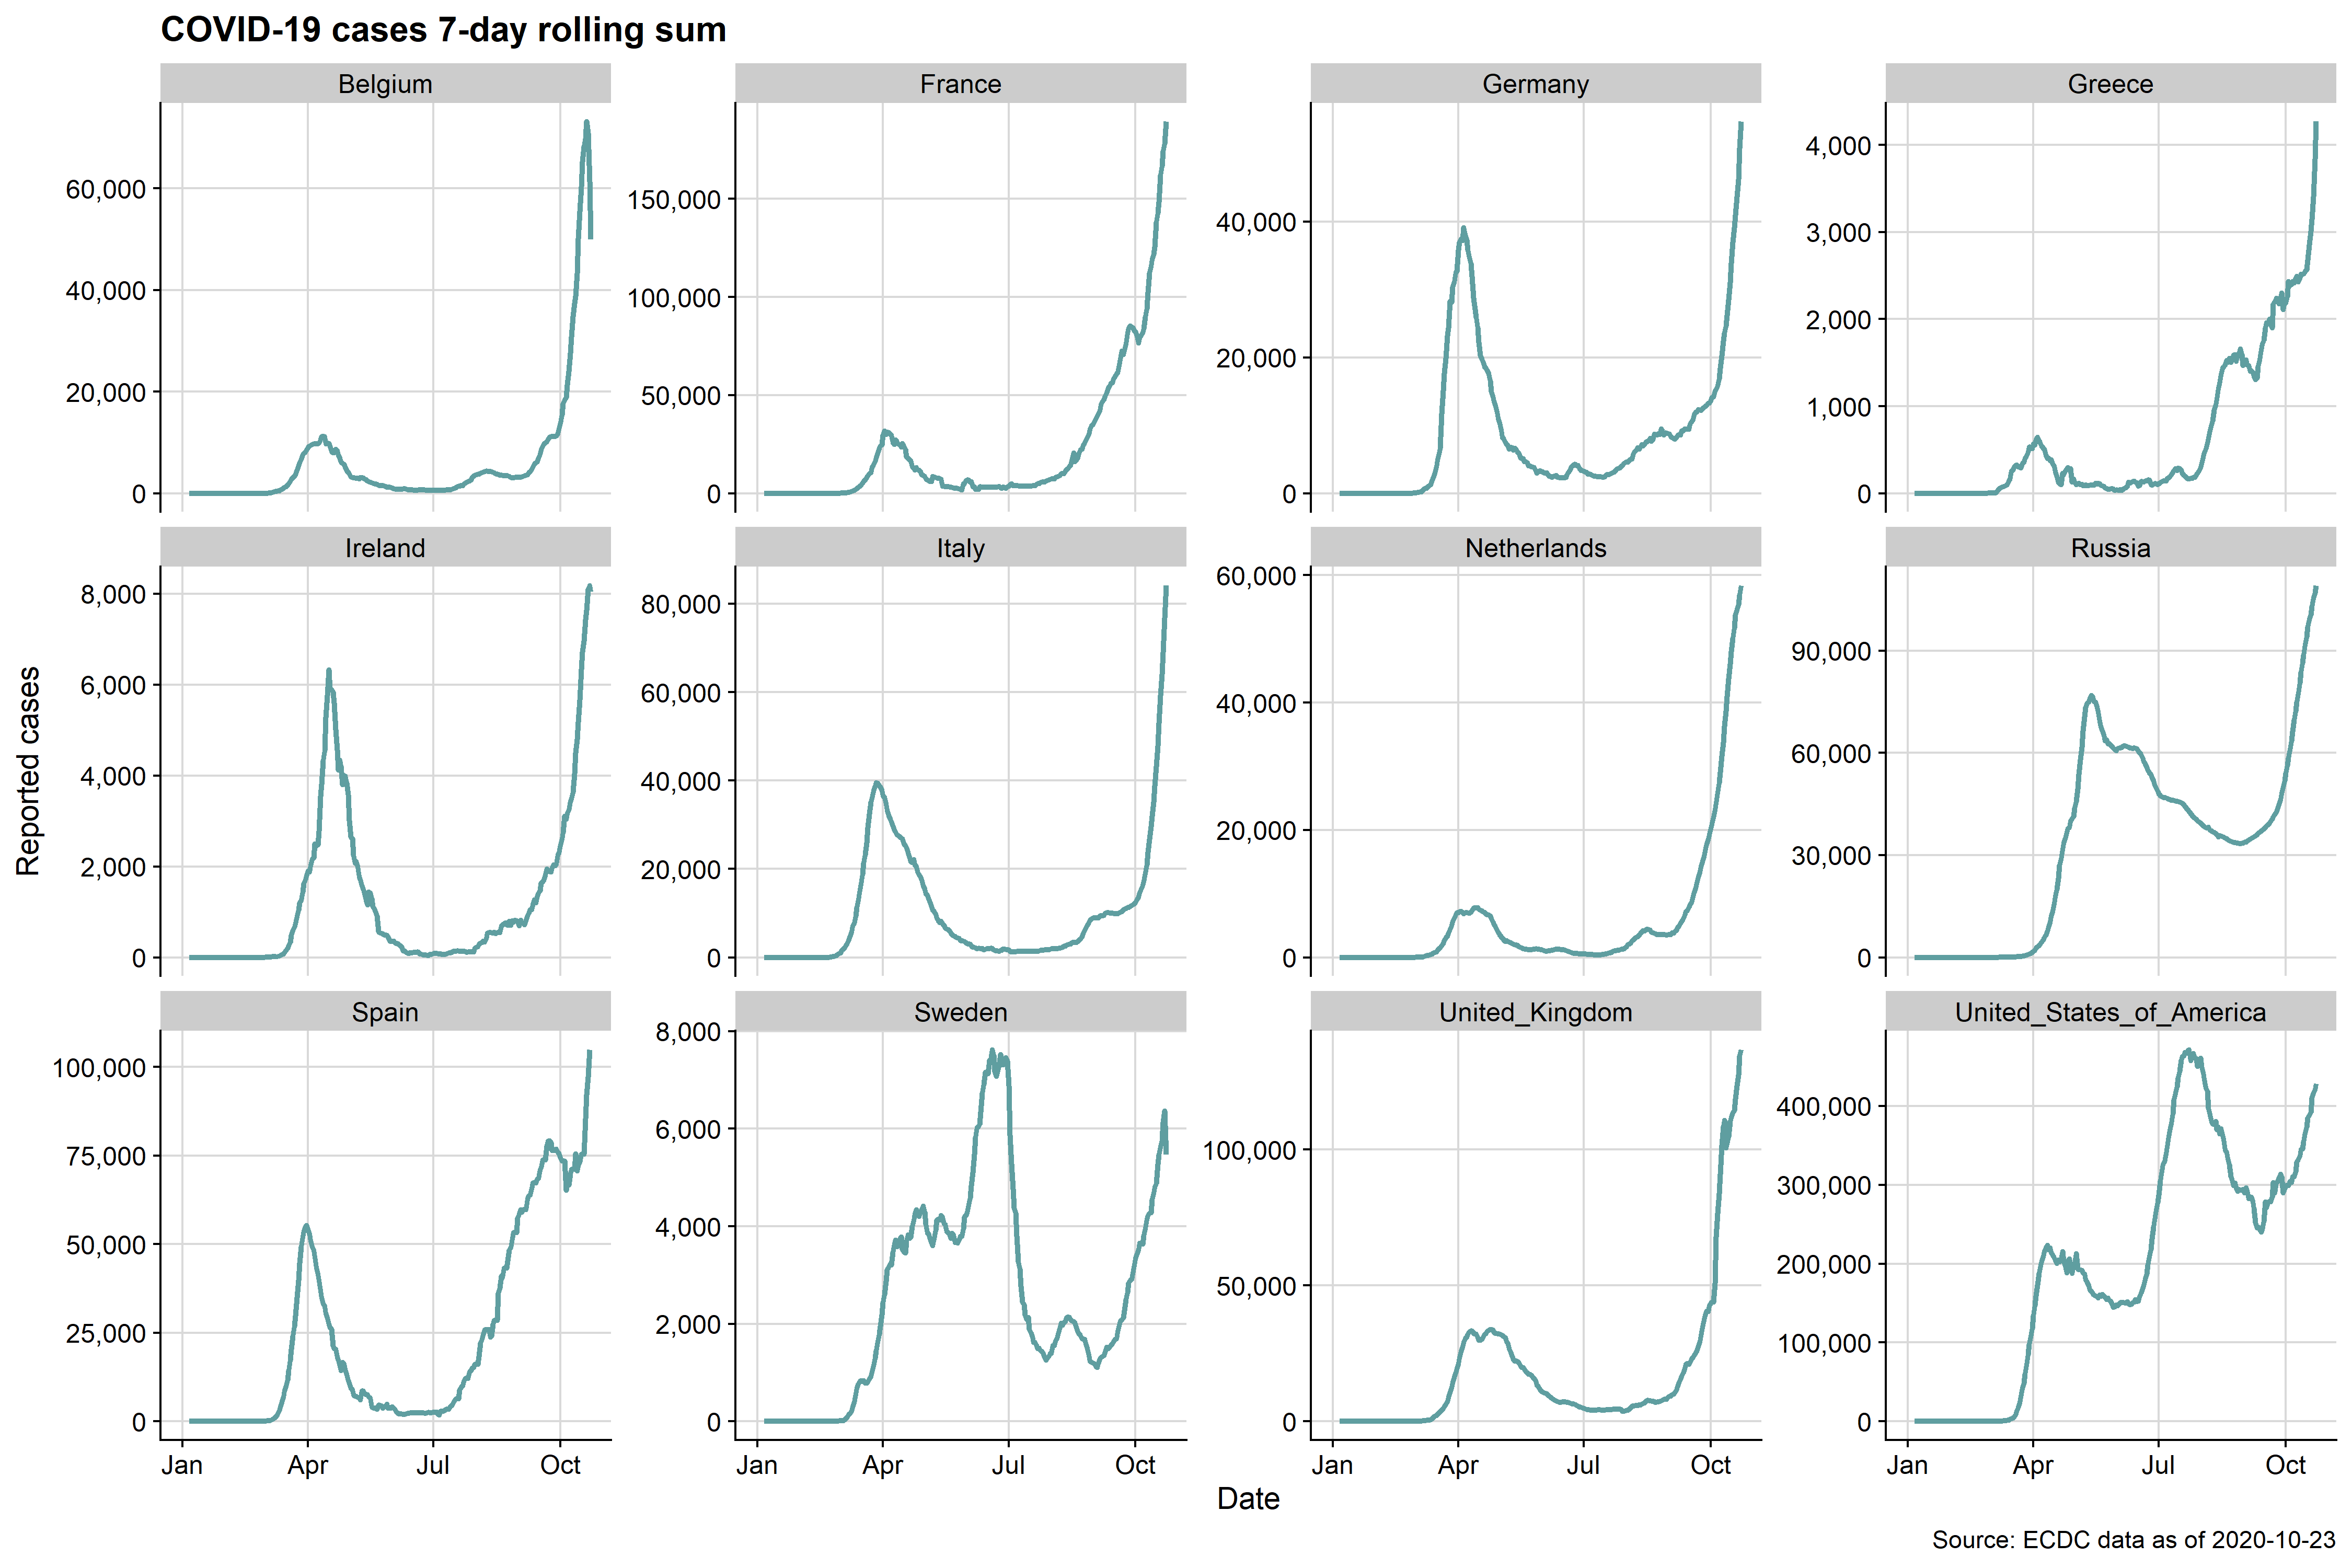 COVID-19 cases 7-day rolling sum
Belgium
France
Germany
Greece
60,000
40,000
20,000
0
150,000
100,000
50,000
0
40,000
20,000
0
4,000
3,000
2,000
1,000
0
Ireland
Italy
Netherlands
Russia
8,000
6,000
4,000
2,000
0
80,000
60,000
40,000
20,000
0
60,000
40,000
20,000
0
90,000
60,000
30,000
0
Reported cases
Spain
Sweden
United_Kingdom
United_States_of_America
100,000
75,000
50,000
25,000
0
8,000
6,000
4,000
2,000
0
100,000
50,000
0
400,000
300,000
200,000
100,000
0
Jan Apr Jul Oct
Jan Apr Jul Oct
Jan Apr Jul Oct
Jan Apr Jul Oct
Date
Source: ECDC data as of 2020-10-23